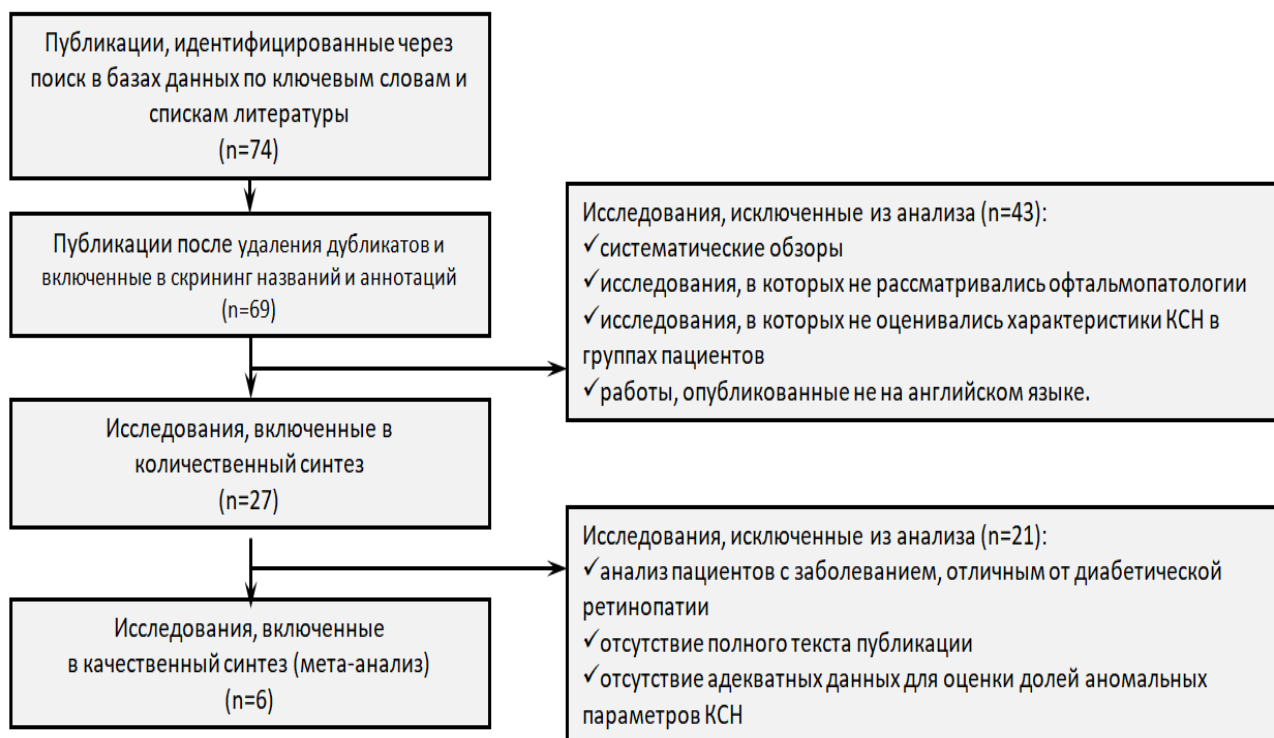 Публикации, идентифицированные через
поиск в базах данных по ключевым словам и
спискам литературы
(n=74)
Публикации после удаления дубликатов и
включенные в скрининг названий и аннотаций
(n=69)
Исследования, исключенные из анализа (n=43):
✓систематические обзоры
✓исследования, в которых не рассматривались офтальмопатологии
✓исследования, в которых не оценивались характеристики КСН в
группах пациентов
✓работы, опубликованные не на английском языке.
Исследования, включенные в
количественный синтез
(n=27)
Исследования, исключенные из анализа (n=21):
✓анализ пациентов с заболеванием, отличным от диабетической
ретинопатии
✓отсутствие полного текста публикации
✓отсутствие адекватных данных для оценки долей аномальных
параметров КСН
Исследования, включенные
в качественный синтез (мета-анализ)
(n=6)